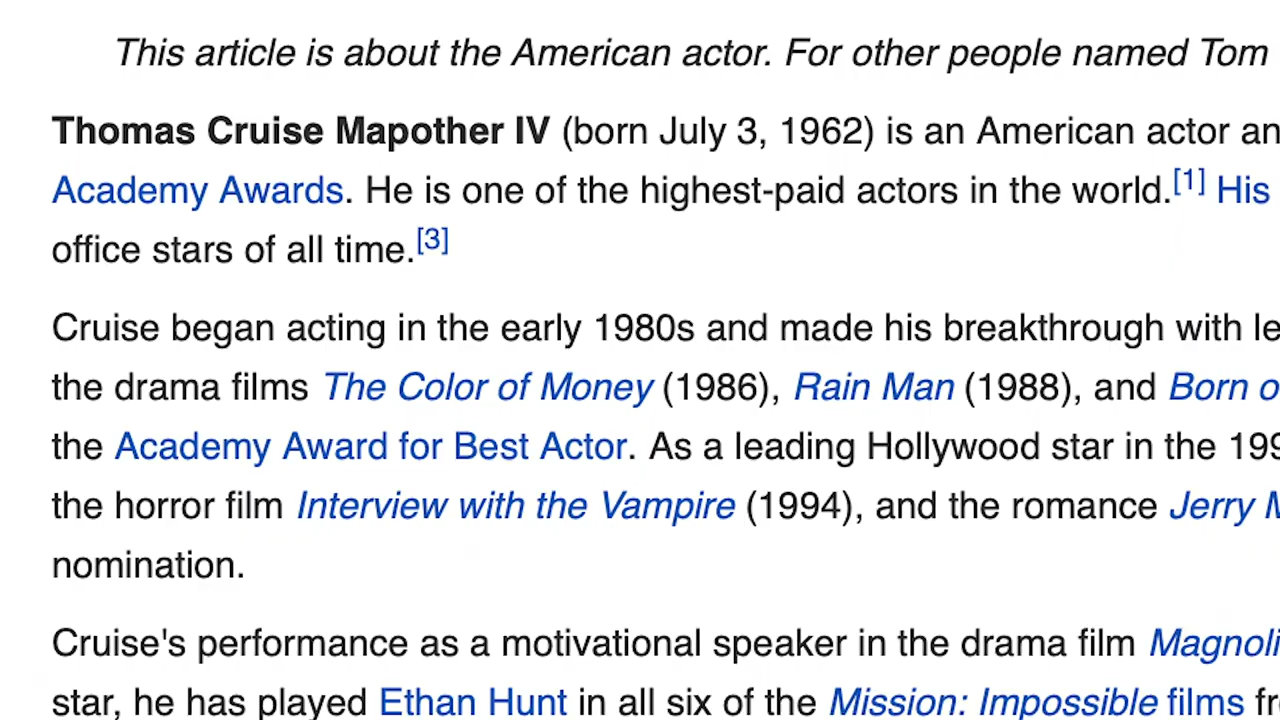 This article is about the American actor. For other people named Tom
Thomas Cruise Mapother IV (born July 3, 1962) is an American actor an
Academy Awards. He is one of the highest-paid actors in the world.[1] His
office stars of all time.[3]
Cruise began acting in the early 1980s and made his breakthrough with le
the drama films The Color of Money (1986), Rain Man (1988), and Born o
the Academy Award for Best Actor. As a leading Hollywood star in the 199
the horror film Interview with the Vampire (1994), and the romance Jerry M
nomination.
Cruise's performance as a motivational speaker in the drama film Magnoli
star, he has played Ethan Hunt in all six of the Mission: Impossible films fr